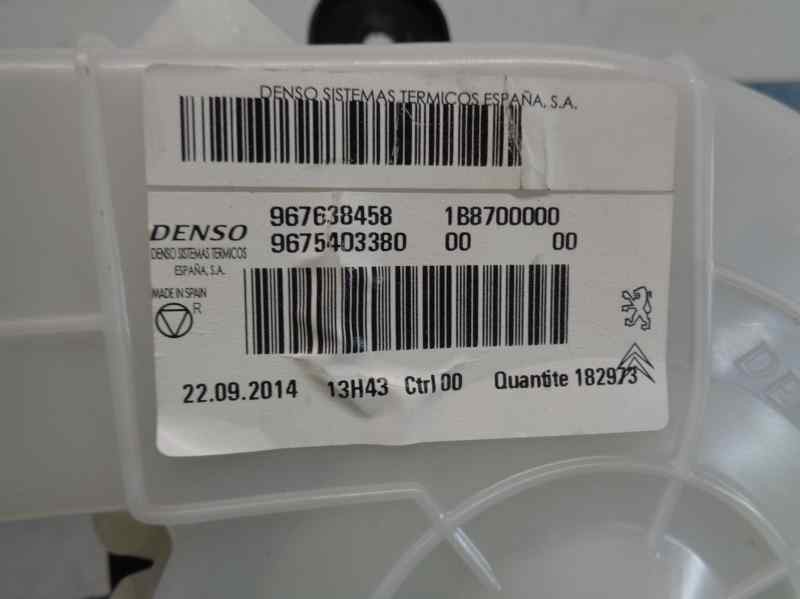 DENSO SISTEMAS TERMICOS ESPAÑA, S.A.
967638458 1B8700000
DENSO 9675403380 00 00
DENSO SISTEMAS TERMICOS
ESPAÑA, S.A.
MADE IN SPAIN
R
22.09.2014 13H43 Ctrl 00 Quantite 182973
DE